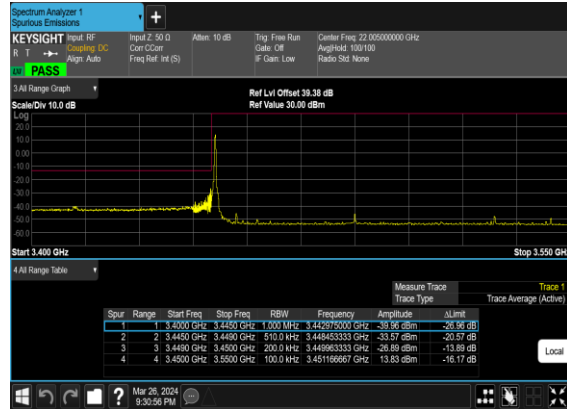 Spectrum Analyzer 1
Spurious Emissions
+
KEYSIGHT Input: RF Input Z: 50 Ω Atten: 10 dB Trig: Free Run Center Freq: 22.005000000 GHz
R T Coupling: DC Corr CCorr Gate: Off Avg|Hold: 100/100
Align: Auto Freq Ref: Int (S) IF Gain: Low Radio Std: None
PASS
3 All Range Graph
Ref Lvl Offset 39.38 dB
Scale/Div 10.0 dB Ref Value 30.00 dBm
Log
20.0
10.0
0.00
-10.0
-20.0
-30.0
-40.0
-50.0
-60.0
Start 3.400 GHz Stop 3.550 GHz
4 All Range Table
Measure Trace Trace 1
Trace Type Trace Average (Active)
Spur Range Start Freq Stop Freq RBW Frequency Amplitude ΔLimit
1 1 3.4000 GHz 3.4450 GHz 1.000 MHz 3.442975000 GHz -39.96 dBm -26.96 dB
2 2 3.4450 GHz 3.4490 GHz 510.0 kHz 3.448453333 GHz -33.57 dBm -20.57 dB
3 3 3.4490 GHz 3.4500 GHz 200.0 kHz 3.449963333 GHz -26.89 dBm -13.89 dB
4 4 3.4500 GHz 3.5500 GHz 100.0 kHz 3.451166667 GHz 13.83 dBm -16.17 dB
Local
? Mar 26, 2024
9:30:56 PM